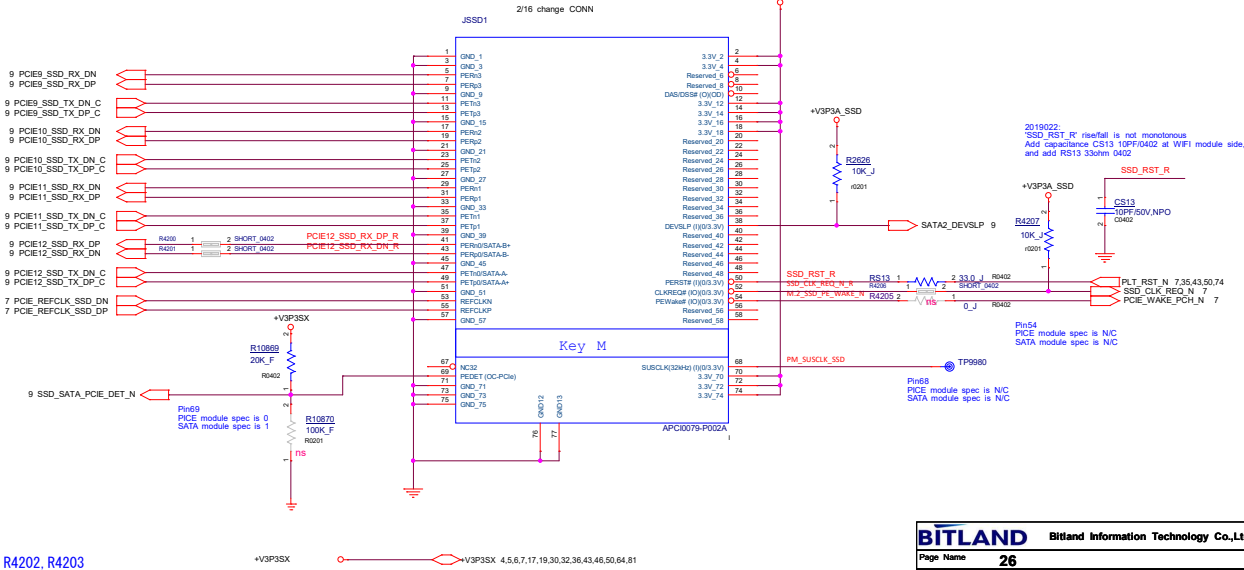 2/16 change CONN
JSSD1
1 GND_1 3.3V_2 2
3 GND_3 3.3V_4 4
9 PCIE9_SSD_RX_DN 5 PERn3 Reserved_6 6
9 PCIE9_SSD_RX_DP 7 PERp3 Reserved_8 8
9 GND_9 DAS/DSS# (O)(OD) 10
9 PCIE9_SSD_TX_DN_C 11 PETn3 3.3V_12 12
9 PCIE9_SSD_TX_DP_C 13 PETp3 3.3V_14 14
15 GND_15 3.3V_16 16
9 PCIE10_SSD_RX_DN 17 PERn2 3.3V_18 18
9 PCIE10_SSD_RX_DP 19 PERp2 Reserved_20 20
21 GND_21 Reserved_22 22
9 PCIE10_SSD_TX_DN_C 23 PETn2 Reserved_24 24
9 PCIE10_SSD_TX_DP_C 25 PETp2 Reserved_26 26
27 GND_27 Reserved_28 28
9 PCIE11_SSD_RX_DN 29 PERn1 Reserved_30 30
9 PCIE11_SSD_RX_DP 31 PERp1 Reserved_32 32
33 GND_33 Reserved_34 34
9 PCIE11_SSD_TX_DN_C 35 PETn1 Reserved_36 36
9 PCIE11_SSD_TX_DP_C 37 PETp1 DEVSLP (I)(0/3.3V) 38 SATA2_DEVSLP 9
39 GND_39 Reserved_40 40
9 PCIE12_SSD_RX_DP R4200 1 2 SHORT_0402 PCIE12_SSD_RX_DP_R 41 PERn0/SATA-B+ Reserved_42 42
9 PCIE12_SSD_RX_DN R4201 1 2 SHORT_0402 PCIE12_SSD_RX_DN_R 43 PERp0/SATA-B- Reserved_44 44
45 GND_45 Reserved_46 46
9 PCIE12_SSD_TX_DN_C 47 PETn0/SATA-A- Reserved_48 48
9 PCIE12_SSD_TX_DP_C 49 PETp0/SATA-A+ PERST# (I)(0/3.3V) 50 SSD_RST_R RS13 1 2 33.0_J R0402 PLT_RST_N 7,35,43,50,74
51 GND_51 CLKREQ# (IO)(0/3.3V) 52 SSD_CLK_REQ_N_R R4206 1 2 SHORT_0402 SSD_CLK_REQ_N 7
7 PCIE_REFCLK_SSD_DN 53 REFCLKN PEWake# (IO)(0/3.3V) 54 M.2_SSD_PE_WAKE_N R4205 2 ns 1 0_J R0402 PCIE_WAKE_PCH_N 7
7 PCIE_REFCLK_SSD_DP 55 REFCLKP Reserved_56 56
57 GND_57 Reserved_58 58
Key M
67 NC32 SUSCLK(32kHz) (I)(0/3.3V) 68 PM_SUSCLK_SSD TP9980
69 PEDET (OC-PCIe) 3.3V_70 70
71 GND_71 3.3V_72 72
73 GND_73 3.3V_74 74
75 GND_75
GND12 GND13
76 77
APCI0079-P002A
+V3P3A_SSD
2
R2626
10K_J
r0201
1
2019022:
'SSD_RST_R' rise/fall is not monotonous
Add capacitance CS13 10PF/0402 at WIFI module side,
and add RS13 33ohm 0402
SSD_RST_R
+V3P3A_SSD
2
R4207
10K_J
r0201
1
1
CS13
10PF/50V,NPO
C0402
2
Pin54
PICE module spec is N/C
SATA module spec is N/C
Pin68
PICE module spec is N/C
SATA module spec is N/C
+V3P3SX
2
R10869
20K_F
R0402
1
9 SSD_SATA_PCIE_DET_N
Pin69
PICE module spec is 0
SATA module spec is 1
2
R10870
100K_F
R0201
1
ns
R4202, R4203
+V3P3SX +V3P3SX 4,5,6,7,17,19,30,32,36,43,46,50,64,81
BITLAND Bitland Information Technology Co.,Lt
Page Name 26